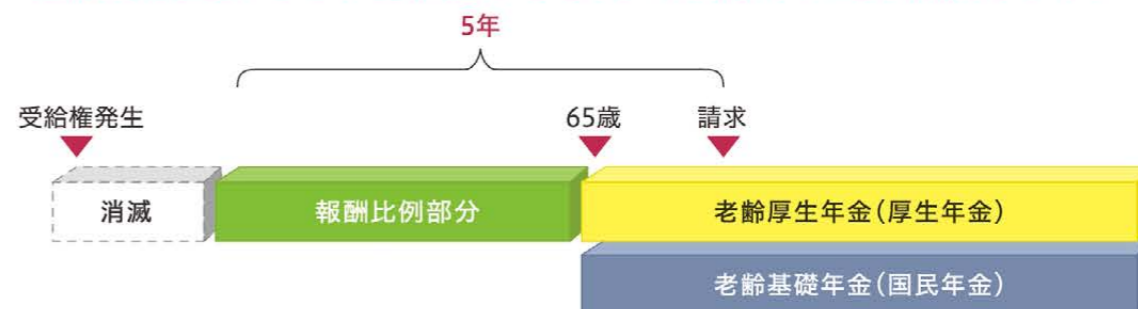 5年
受給権発生
65歳
請求
消滅
報酬比例部分
老齢厚生年金(厚生年金)
老齢基礎年金(国民年金)